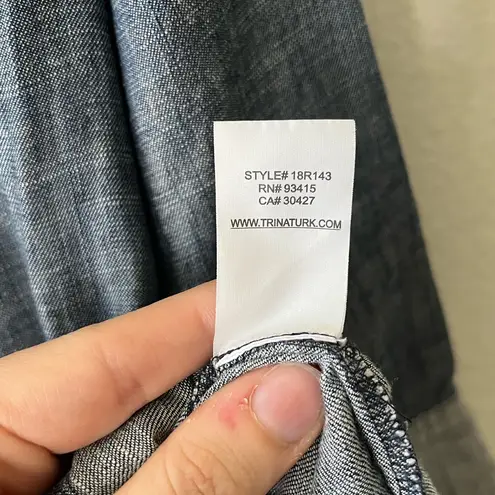 STYLE# 18R143
RN# 93415
CA# 30427
WWW.TRINATURK.COM